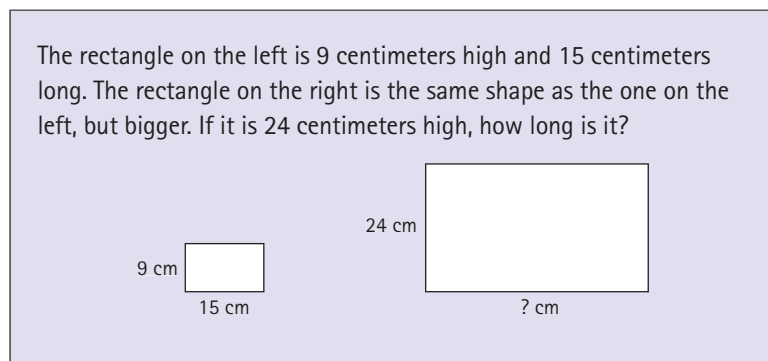 The rectangle on the left is 9 centimeters high and 15 centimeters
long. The rectangle on the right is the same shape as the one on the
left, but bigger. If it is 24 centimeters high, how long is it?
24 cm
9 cm
15 cm
? cm